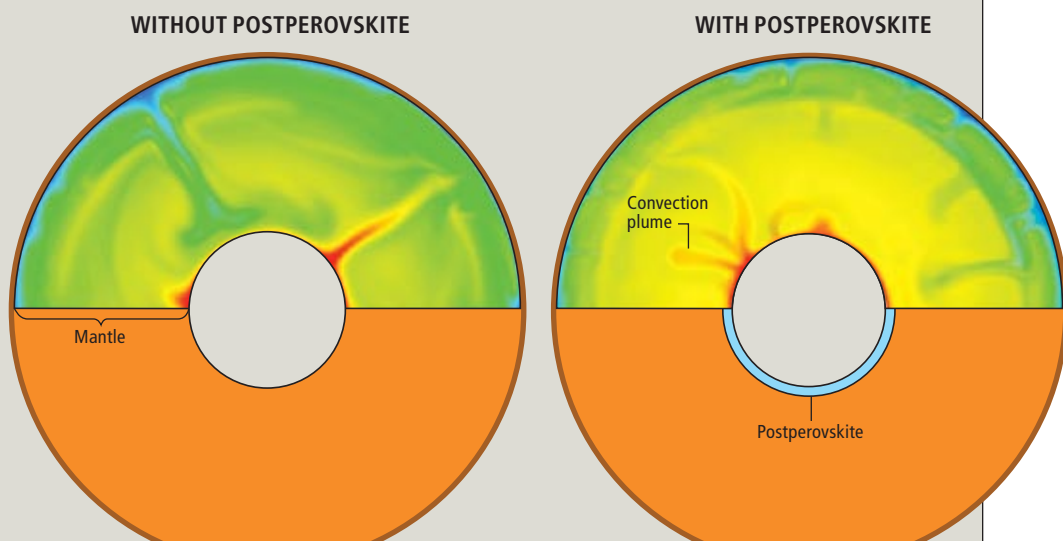 WITHOUT POSTPEROVSKITE
WITH POSTPEROVSKITE
Convection
plume
Mantle
Postperovskite